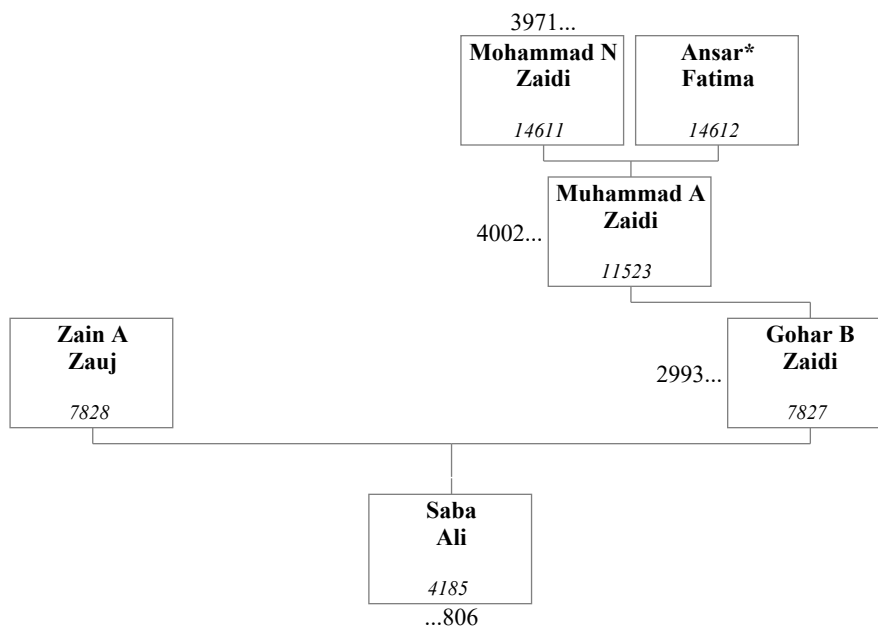 3971...
Mohammad N
Zaidi
14611
Ansar*
Fatima
14612
4002...
Muhammad A
Zaidi
11523
Zain A
Zauj
7828
2993...
Gohar B
Zaidi
7827
Saba
Ali
4185
...806